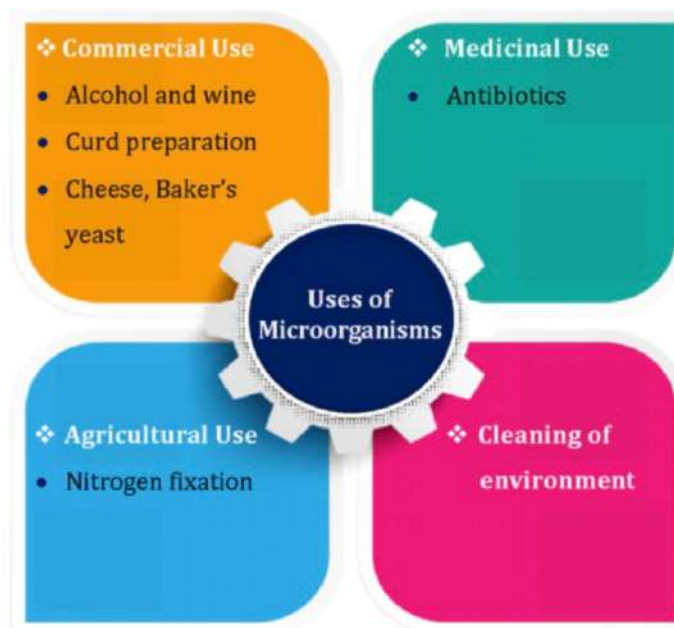 ❖ Commercial Use
• Alcohol and wine
• Curd preparation
• Cheese, Baker's
yeast
❖ Medicinal Use
• Antibiotics
Uses of
Microorganisms
❖ Agricultural Use
• Nitrogen fixation
❖ Cleaning of
environment